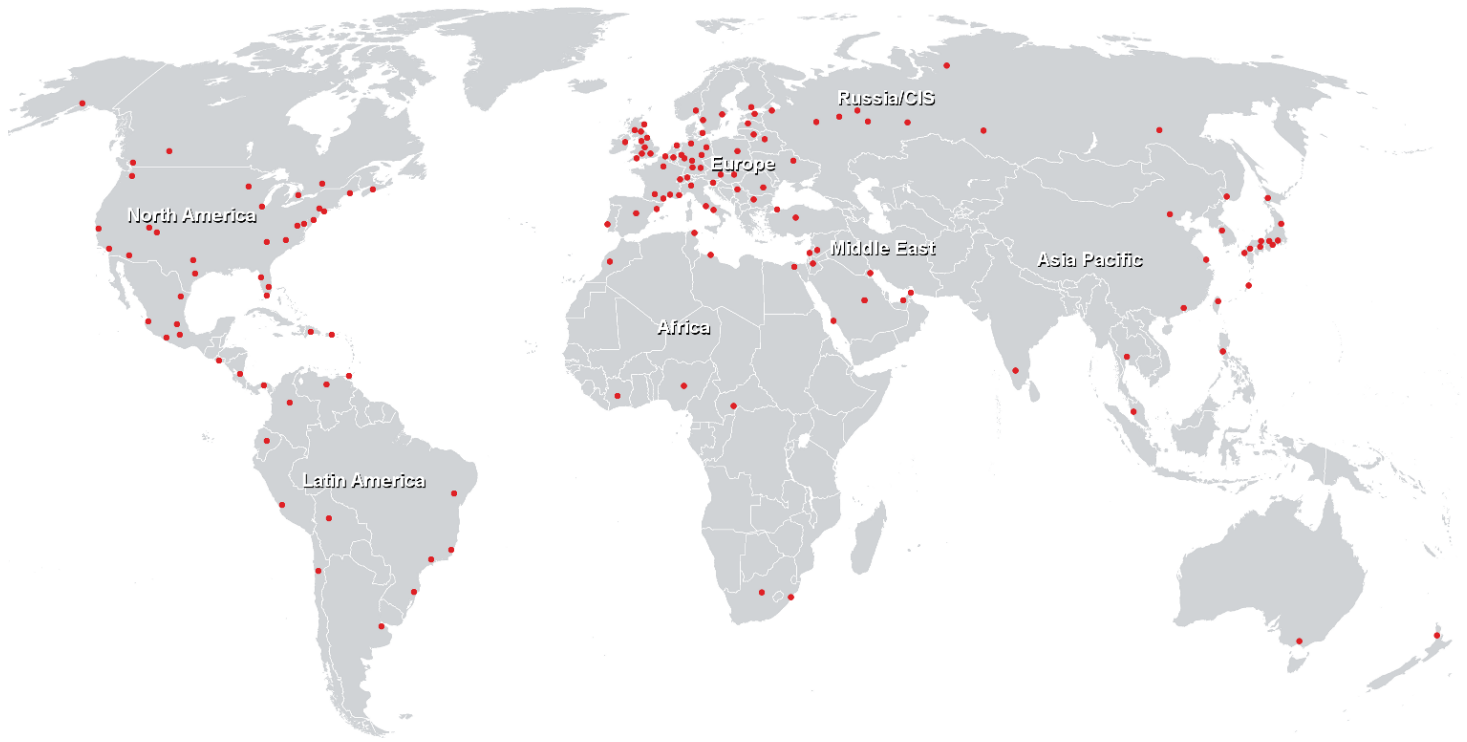 Russia/CIS
Europe
North America
Middle East
Asia Pacific
Africa
Latin America